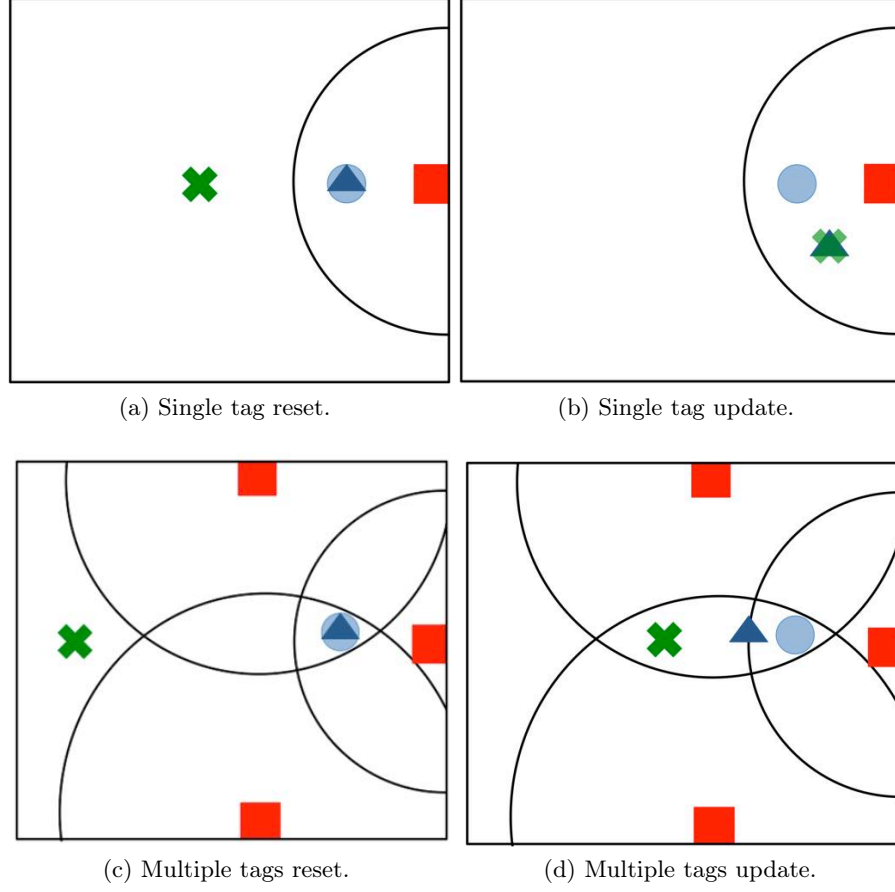 (a) Single tag reset.
(b) Single tag update.
(c) Multiple tags reset.
(d) Multiple tags update.